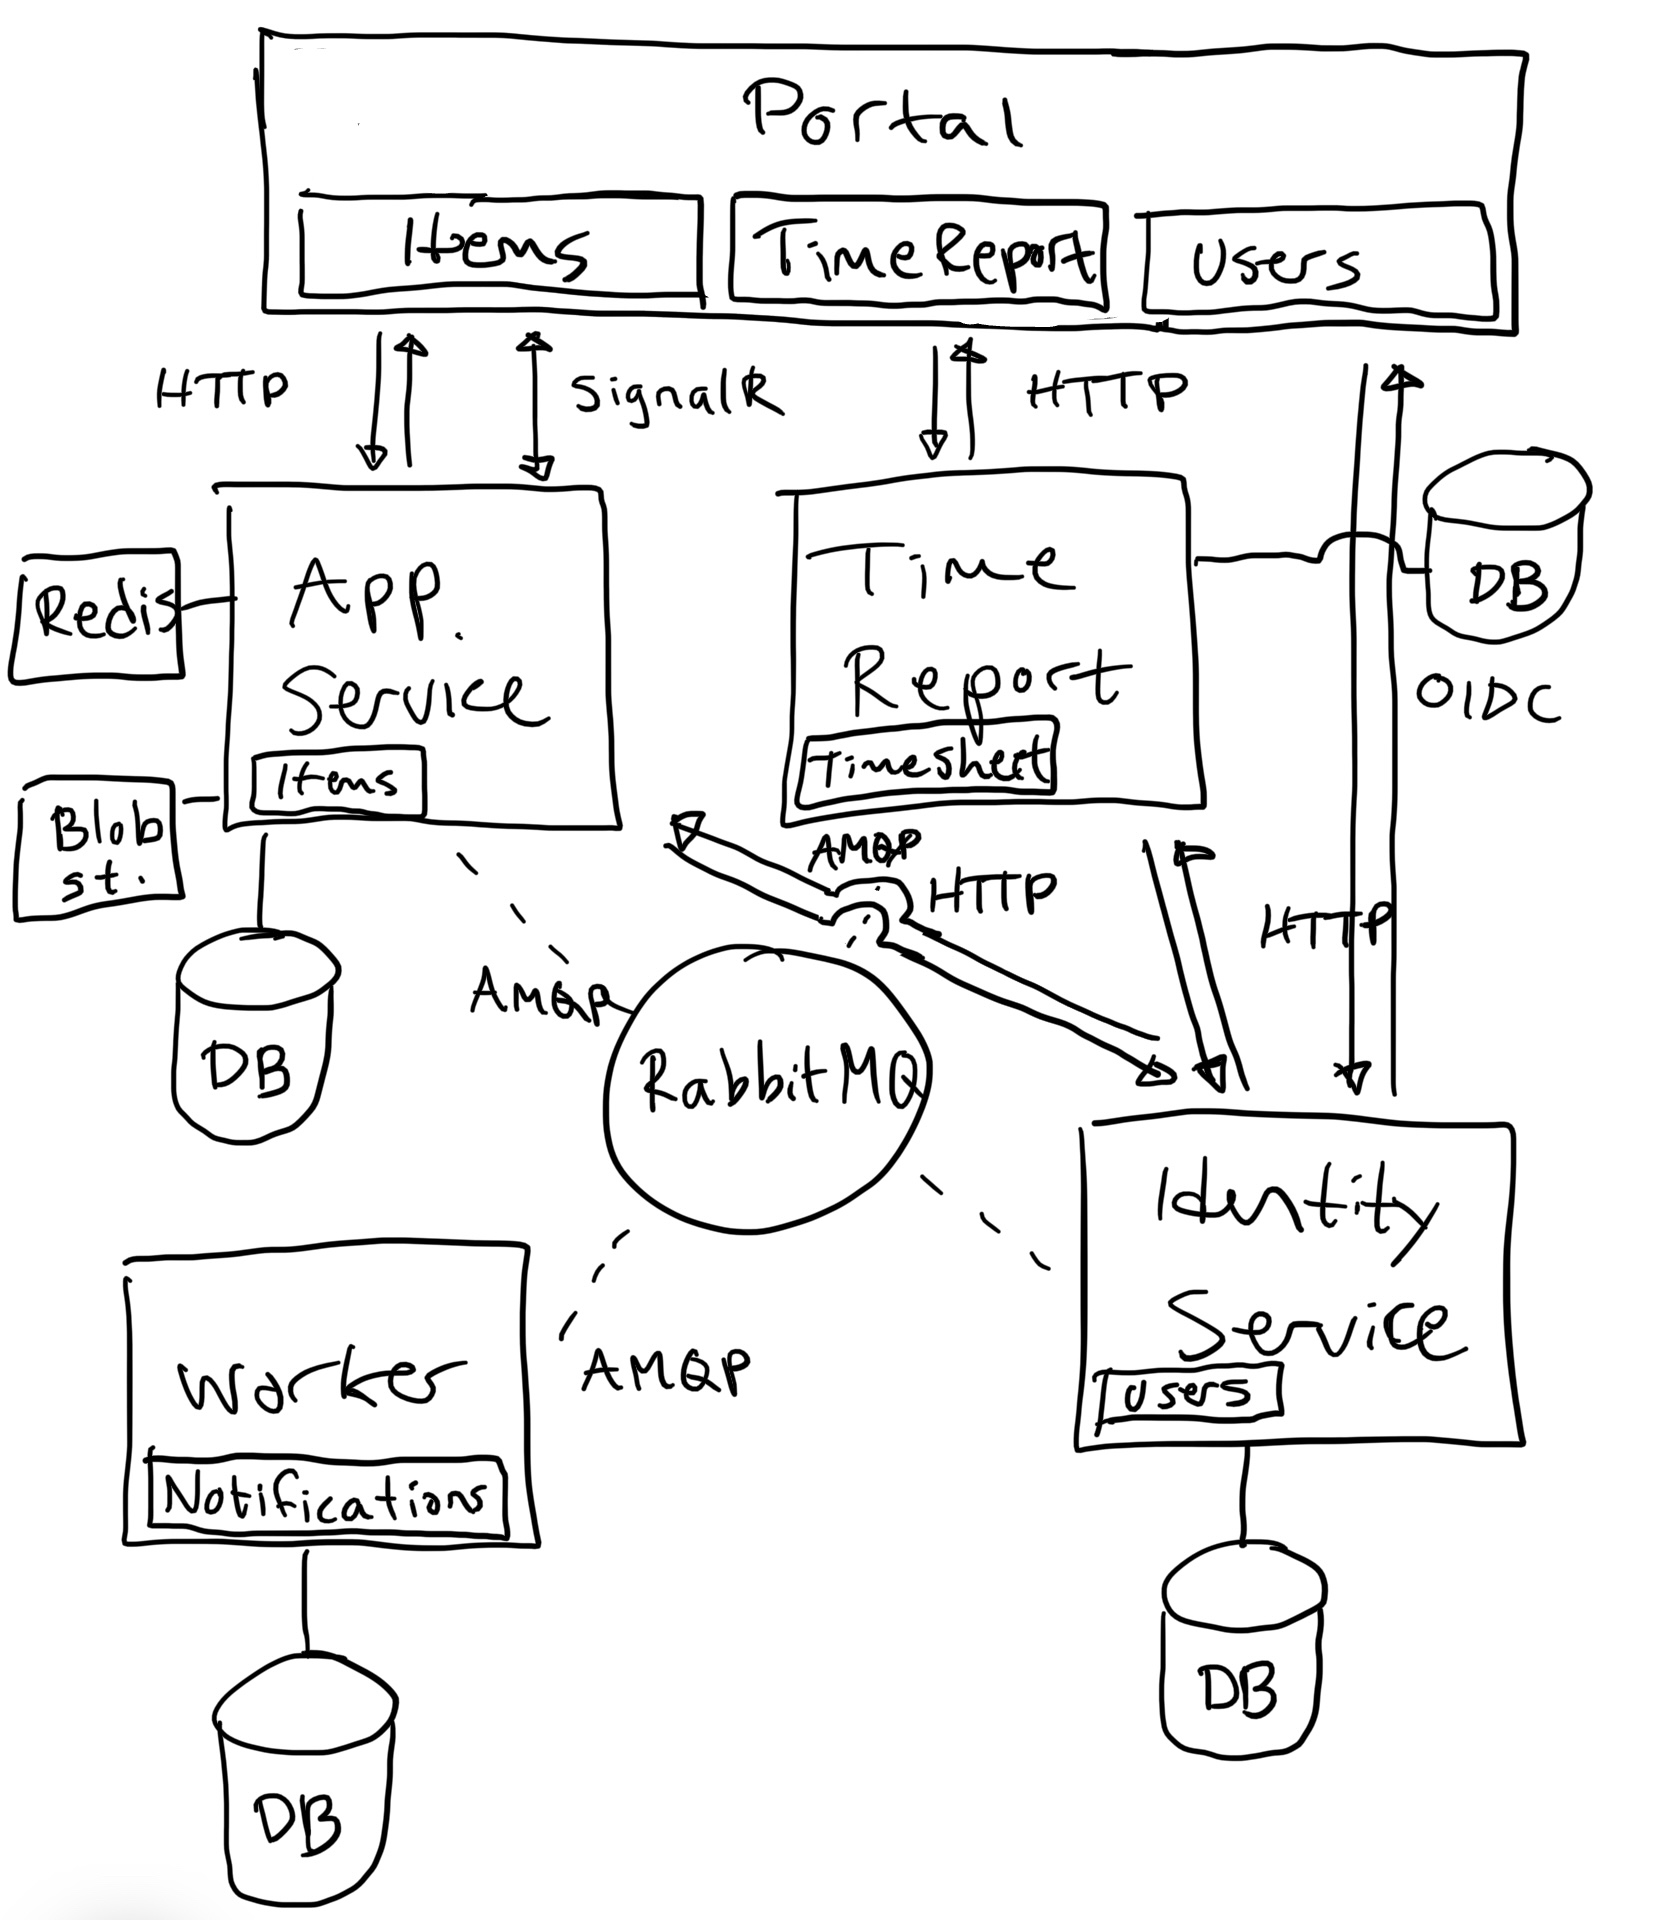 Portal
Items
TimeReport
Users
HTTP
SignalR
HTTP
Redis
App.
Service
Items
Time
Report
Timesheet
DB
OIDC
Blob
st.
AMQP
HTTP
HTTP
DB
AMQP
RabbitMQ
Identity
Service
Users
Worker
Notifications
AMQP
DB
DB